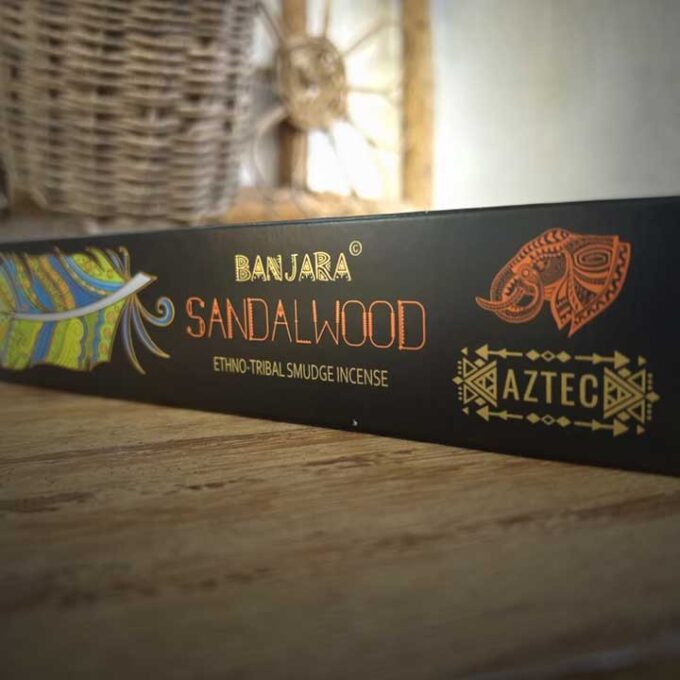 BANJARA©
SANDALWOOD
ETHNO-TRIBAL SMUDGE INCENSE
AZTEC